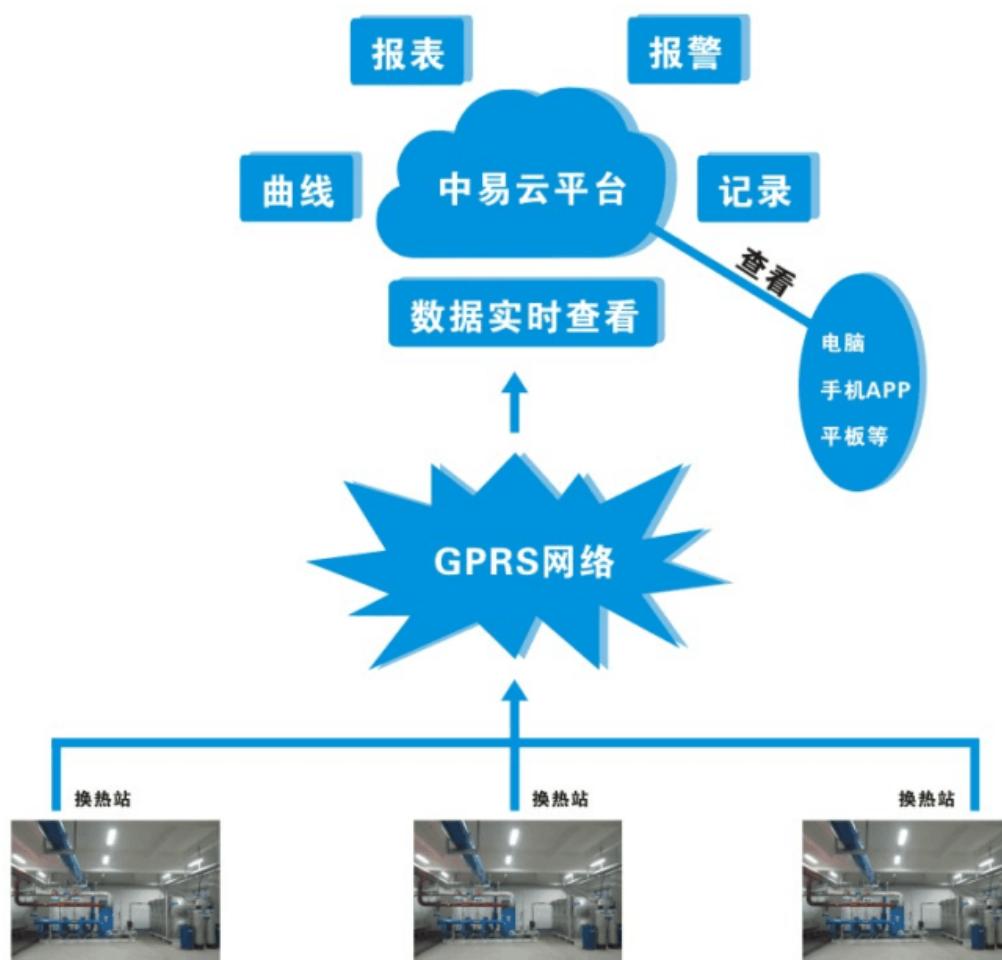 报表
报警
曲线
中易云平台
记录
查看
数据实时查看
电脑
手机APP
平板等
GPRS网络
换热站
换热站
换热站